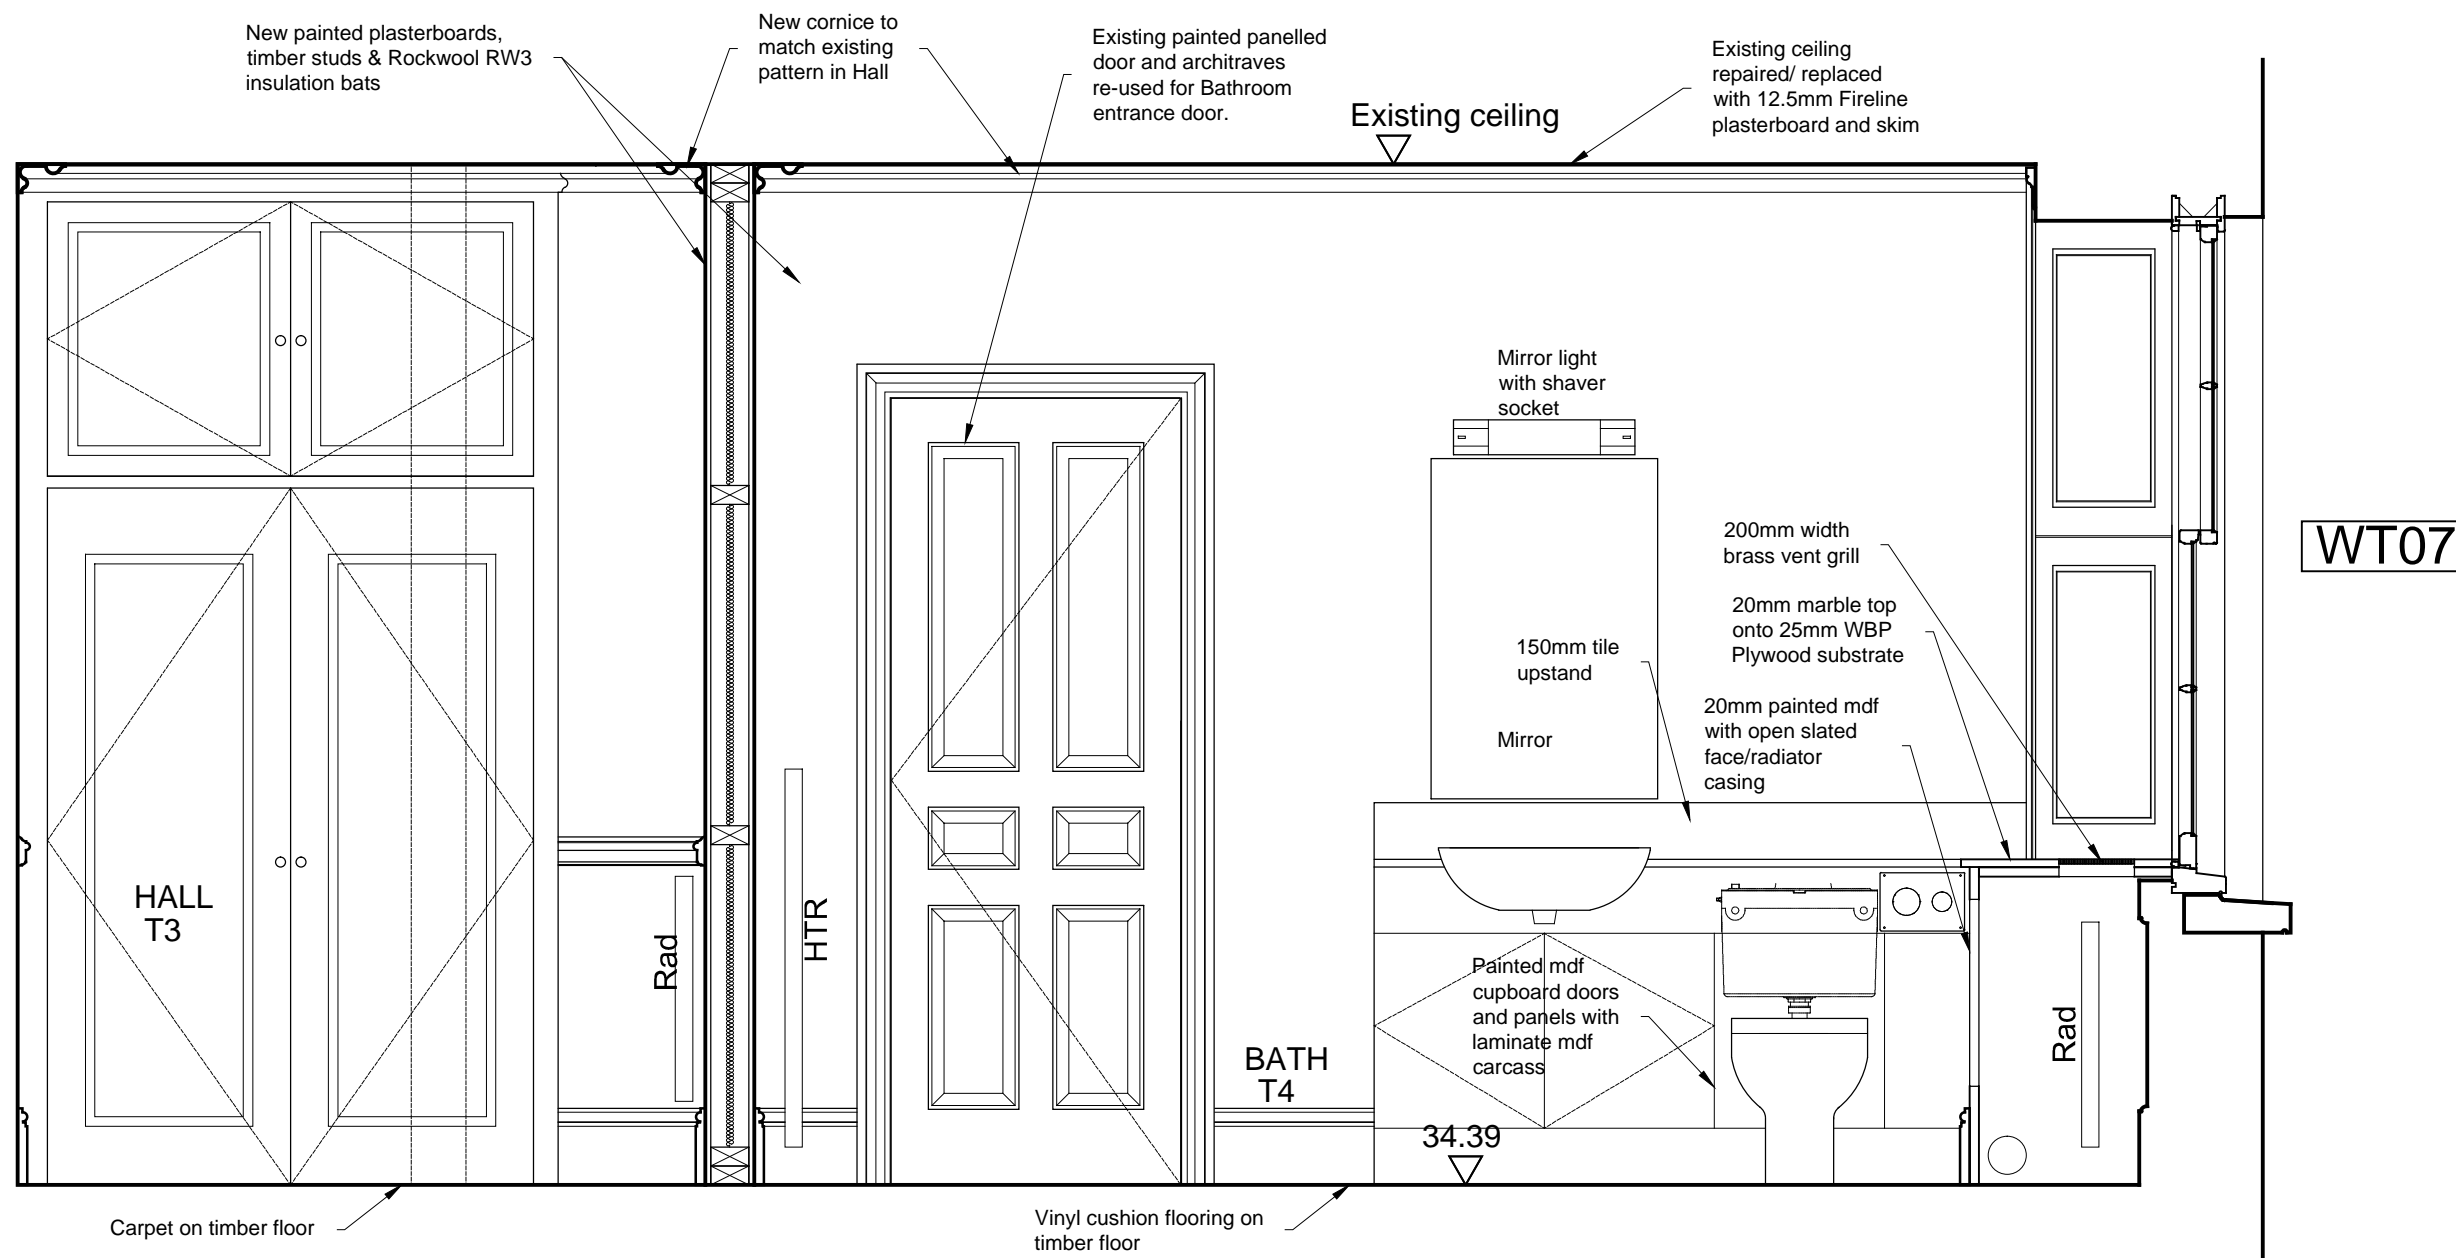 New painted plasterboards,
timber studs & Rockwool RW3
insulation bats
New cornice to
match existing
pattern in Hall
Existing painted panelled
door and architraves
re-used for Bathroom
entrance door.
Existing ceiling
Existing ceiling
repaired/ replaced
with 12.5mm Fireline
plasterboard and skim
Mirror light
with shaver
socket
200mm width
brass vent grill
WT07
20mm marble top
onto 25mm WBP
Plywood substrate
150mm tile
upstand
20mm painted mdf
with open slated
face/radiator
casing
Mirror
HALL
T3
Rad
HTR
Painted mdf
cupboard doors
and panels with
laminate mdf
carcass
Rad
BATH
T4
34.39
Carpet on timber floor
Vinyl cushion flooring on
timber floor